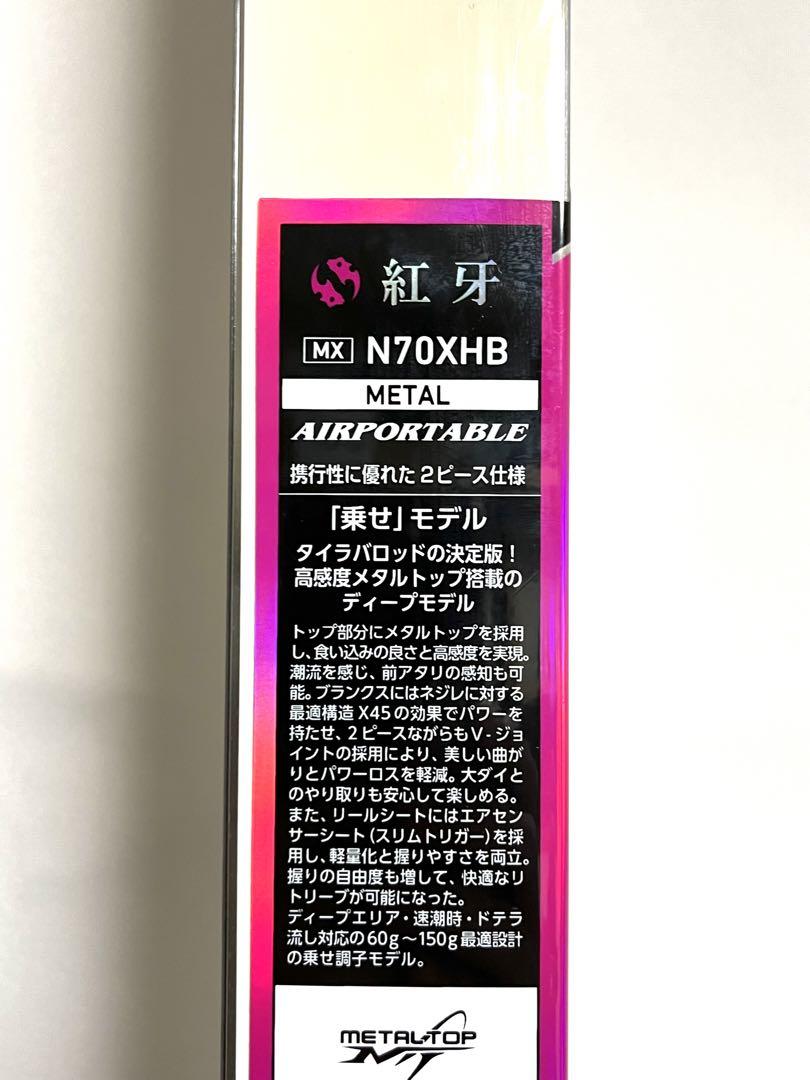 紅牙
MX N70XHB
METAL
AIRPORTABLE
携行性に優れた2ピース仕様
「乗せ」モデル
タイラバロッドの決定版！
高感度メタルトップ搭載の
ディープモデル
トップ部分にメタルトップを採用
し、食い込みの良さと高感度を実現。
潮流を感じ、前アタリの感知も可
能。ブランクスにはネジレに対する
最適構造X45の効果でパワーを
持たせ、2ピースながらもV-ジョ
イントの採用により、美しい曲が
りとパワーロスを軽減。大ダイと
のやり取りも安心して楽しめる。
また、リールシートにはエアセン
サーシート（スリムトリガー）を採
用し、軽量化と握りやすさを両立。
握りの自由度も増して、快適なリ
トリーブが可能になった。
ディープエリア・速潮時・ドテラ
流し対応の60g～150g最適設計
の乗せ調子モデル。
METAL TOP
MT